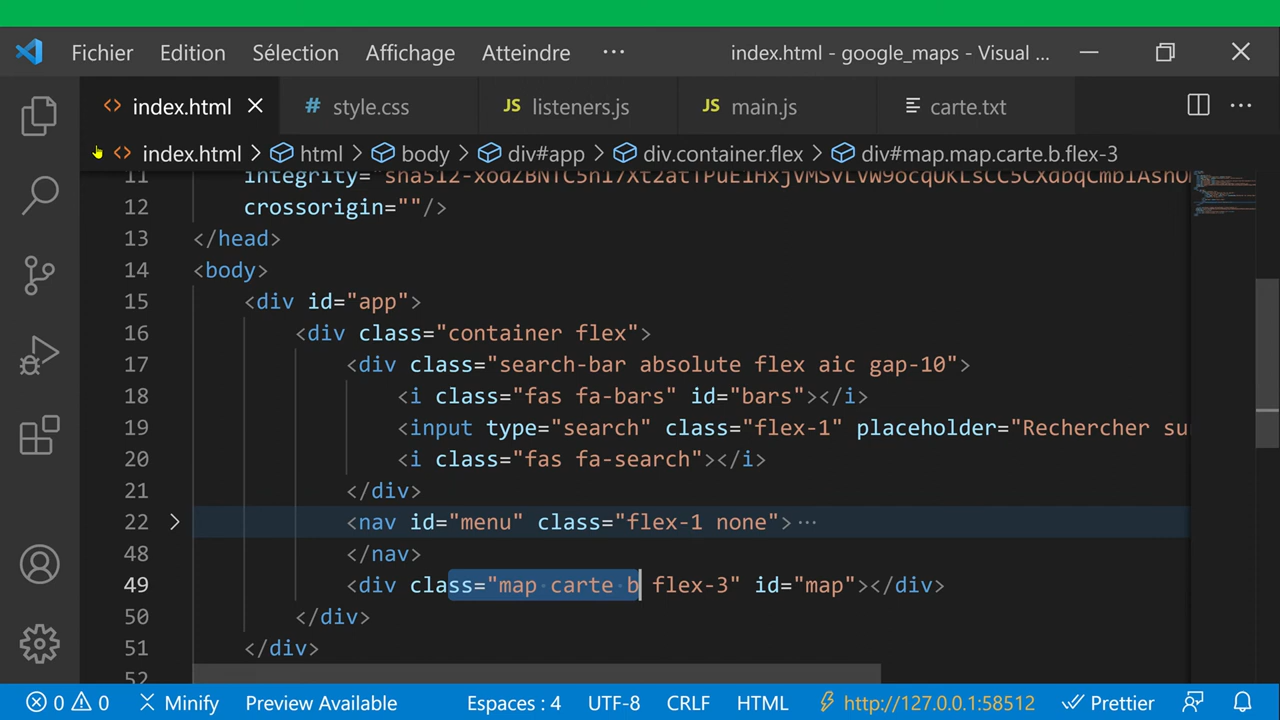 Fichier Edition Sélection Affichage Atteindre ··· index.html - google_maps - Visual ...
index.html style.css JS listeners.js JS main.js carte.txt ···
index.html > html > body > div#app > div.container.flex > div#map.map.carte.b.flex-3
11
12 crossorigin=""/>
13 </head>
14 <body>
15 <div id="app">
16 <div class="container flex">
17 <div class="search-bar absolute flex aic gap-10">
18 <i class="fas fa-bars" id="bars"></i>
19 <input type="search" class="flex-1" placeholder="Rechercher su
20 <i class="fas fa-search"></i>
21 </div>
22 <nav id="menu" class="flex-1 none">···
48 </nav>
49 <div class="map·carte·b flex-3" id="map"></div>
50 </div>
51 </div>
52
0 0 Minify Preview Available Espaces : 4 UTF-8 CRLF HTML http://127.0.0.1:58512 Prettier